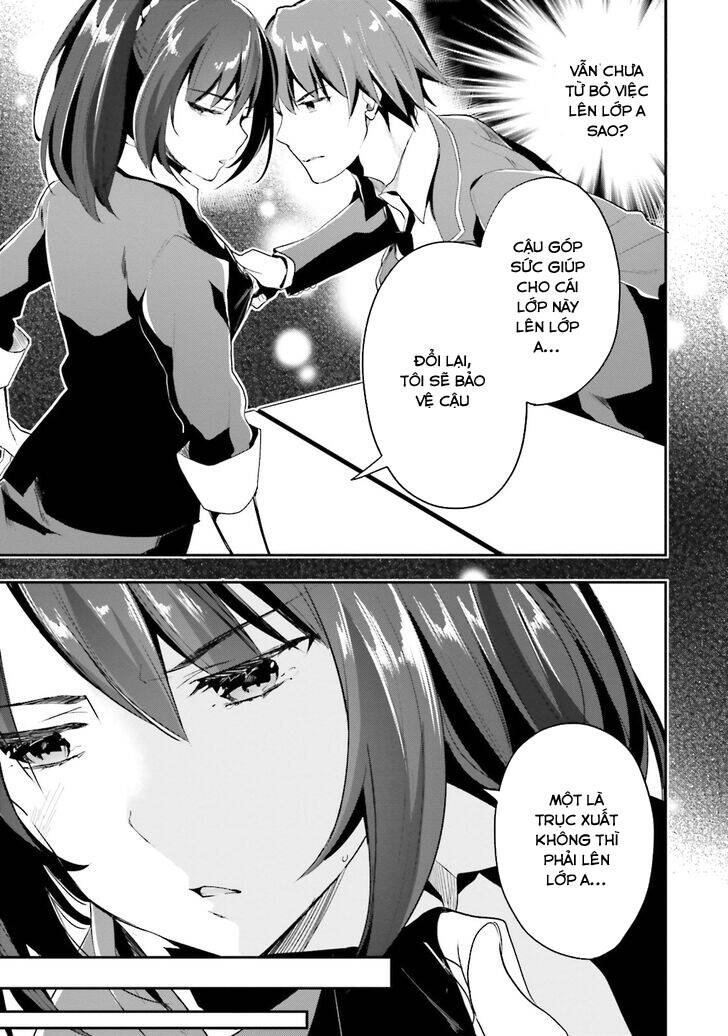 VẪN CHƯA
TỪ BỎ VIỆC
LÊN LỚP A
SAO?
CẬU GÓP
SỨC GIÚP
CHO CÁI
LỚP NÀY
LÊN LỚP
A...
ĐỔI LẠI,
TÔI SẼ BẢO
VỆ CẬU
MỘT LÀ
TRỤC XUẤT
KHÔNG THÌ
PHẢI LÊN
LỚP A...